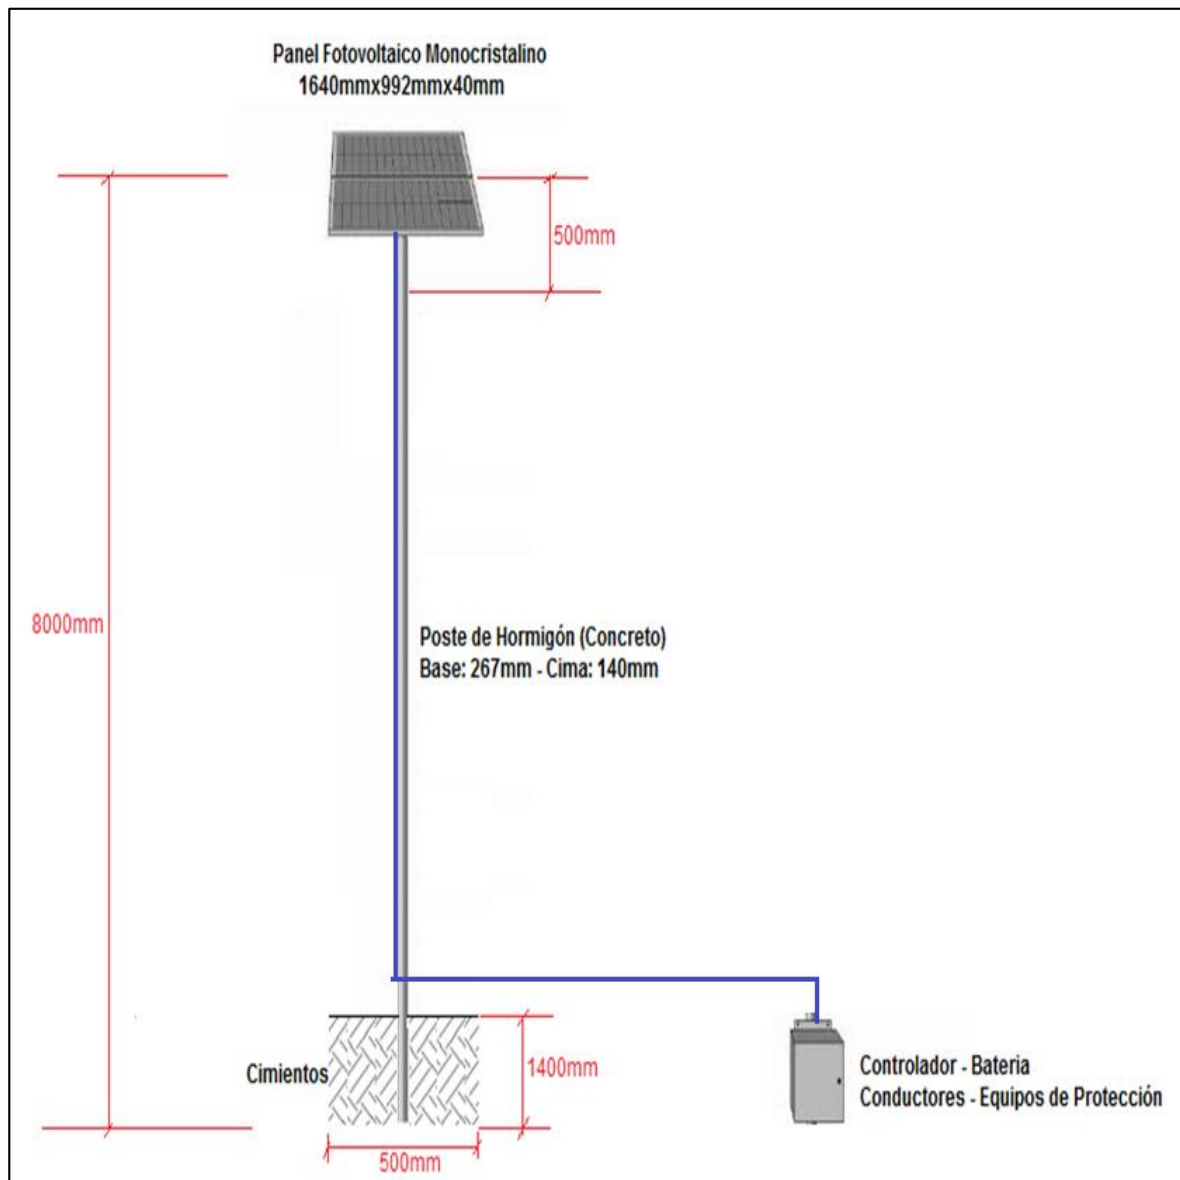 Panel Fotovoltaico Monocristalino
1640mmx992mmx40mm
500mm
8000mm
Poste de Hormigón (Concreto)
Base: 267mm - Cima: 140mm
Cimientos
1400mm
500mm
Controlador - Bateria
Conductores - Equipos de Protección